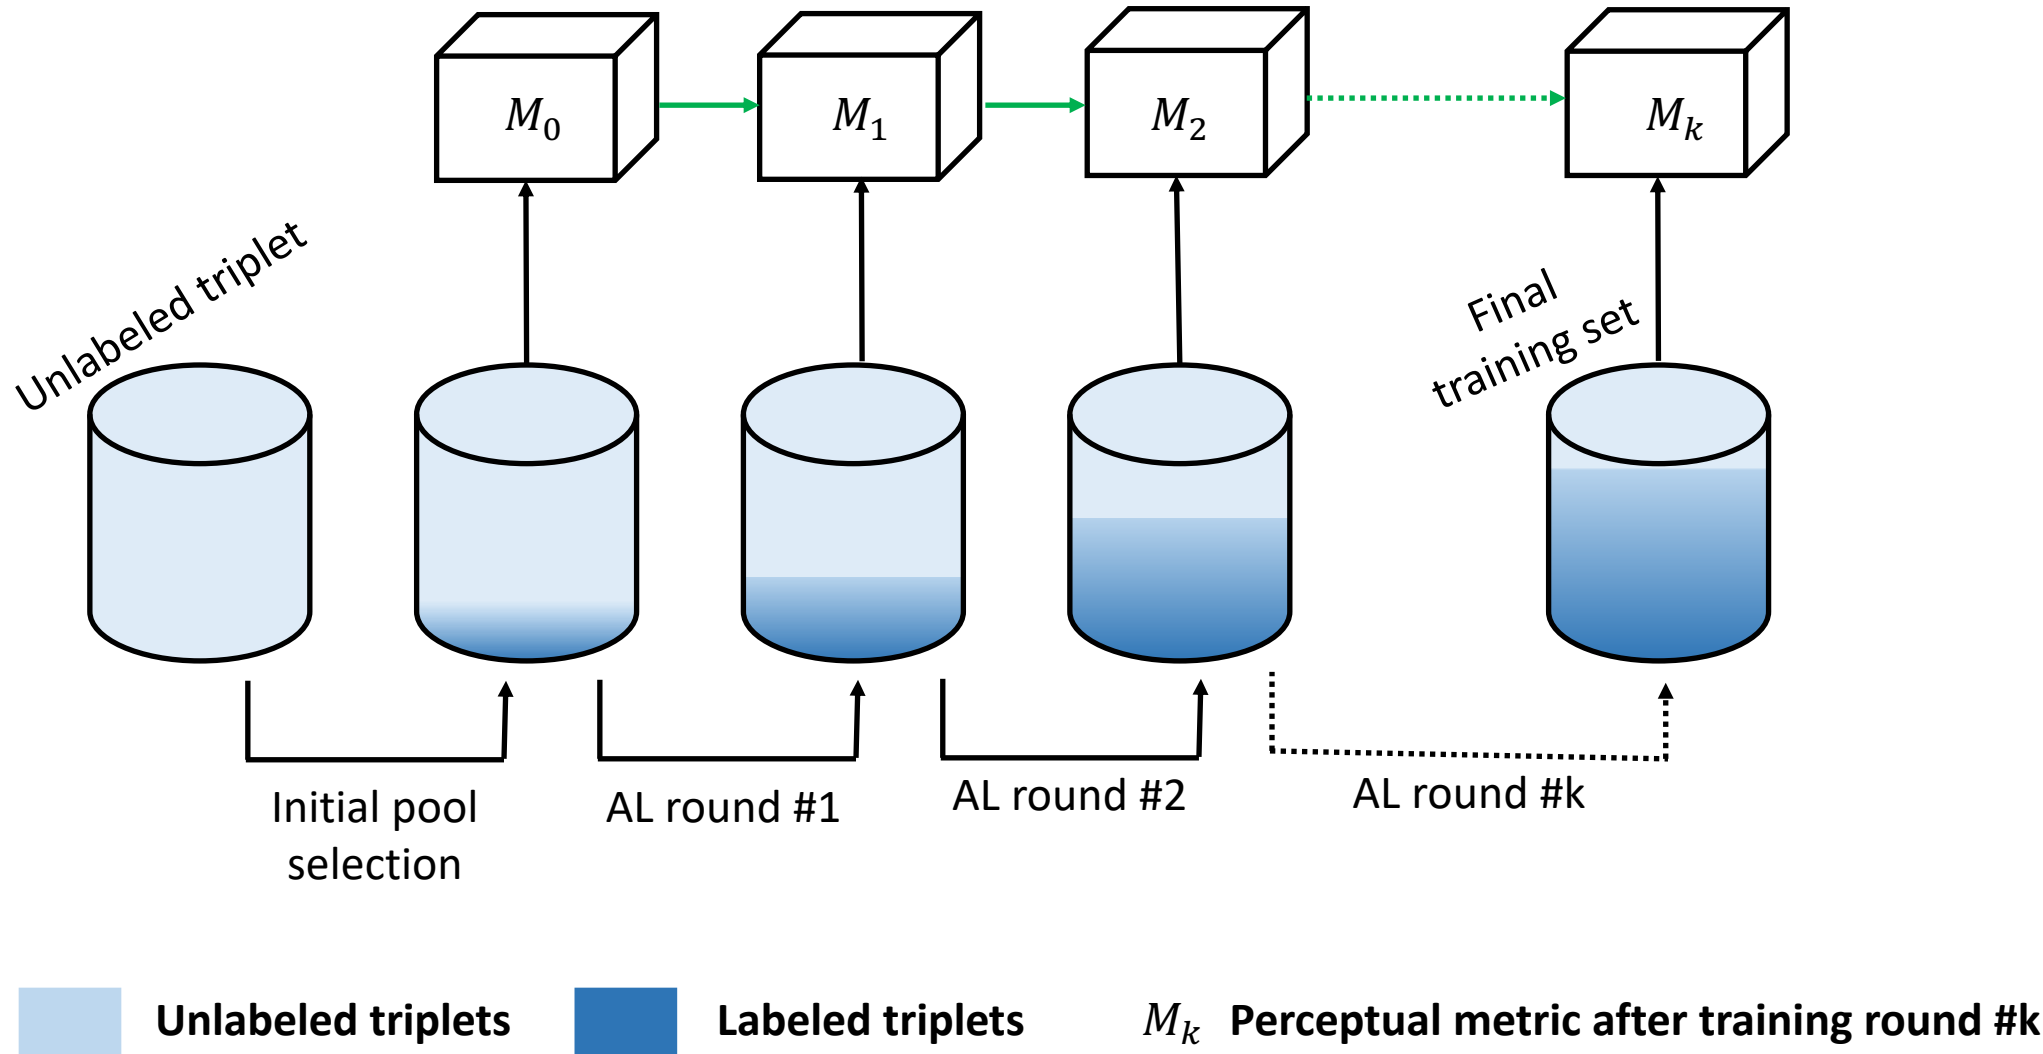 M₀
M₁
M₂
Mₖ
Unlabeled triplet
Final
training set
Initial pool
selection
AL round #1
AL round #2
AL round #k
Unlabeled triplets
Labeled triplets
Mₖ Perceptual metric after training round #k